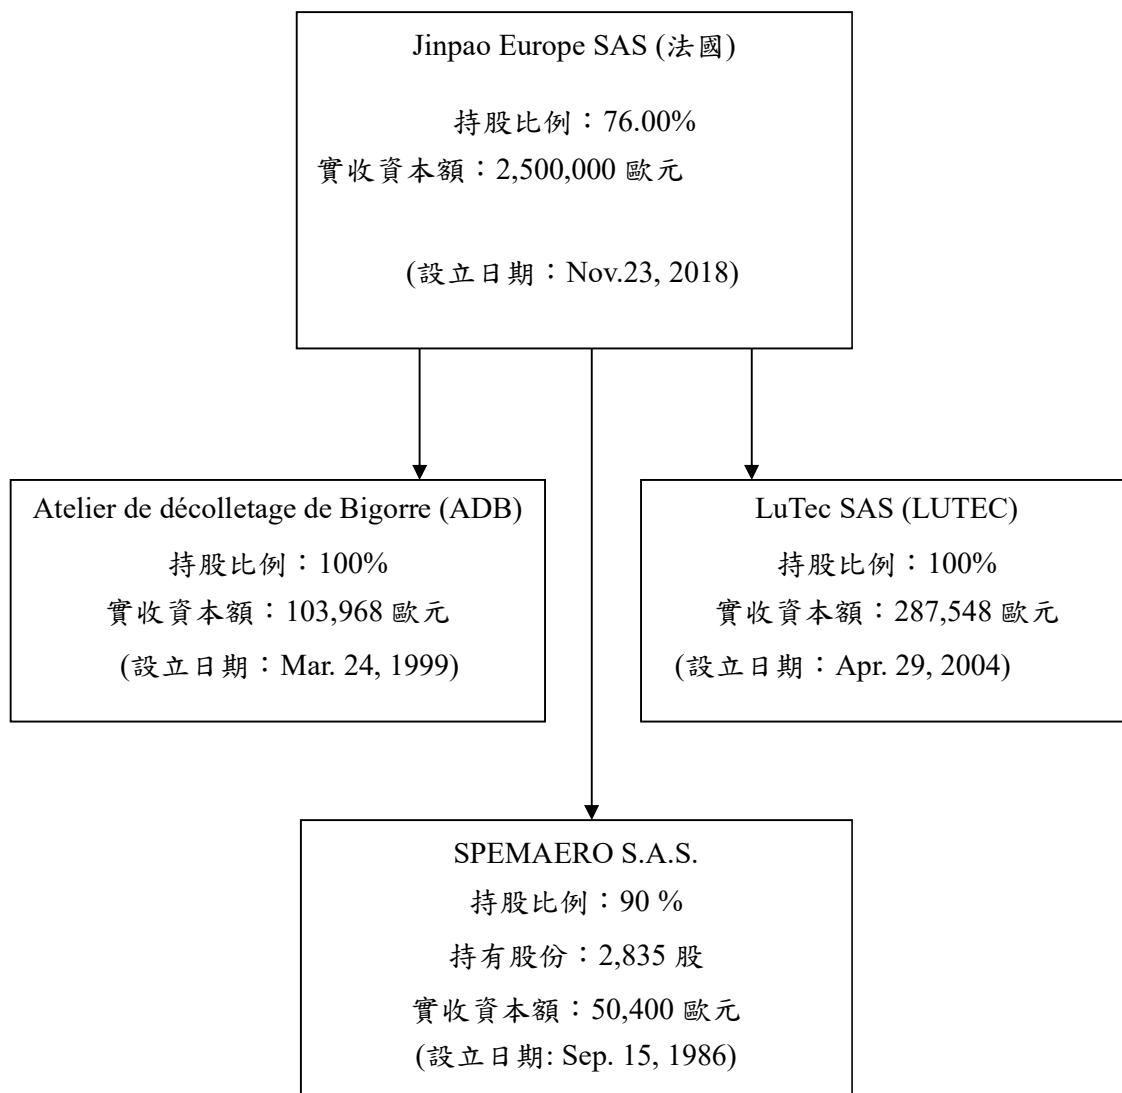 Jinpao Europe SAS (法國)
持股比例：76.00%
實收資本額：2,500,000 歐元
(設立日期：Nov.23, 2018)
Atelier de décolletage de Bigorre (ADB)
持股比例：100%
實收資本額：103,968 歐元
(設立日期：Mar. 24, 1999)
LuTec SAS (LUTEC)
持股比例：100%
實收資本額：287,548 歐元
(設立日期：Apr. 29, 2004)
SPEMAERO S.A.S.
持股比例：90 %
持有股份：2,835 股
實收資本額：50,400 歐元
(設立日期: Sep. 15, 1986)